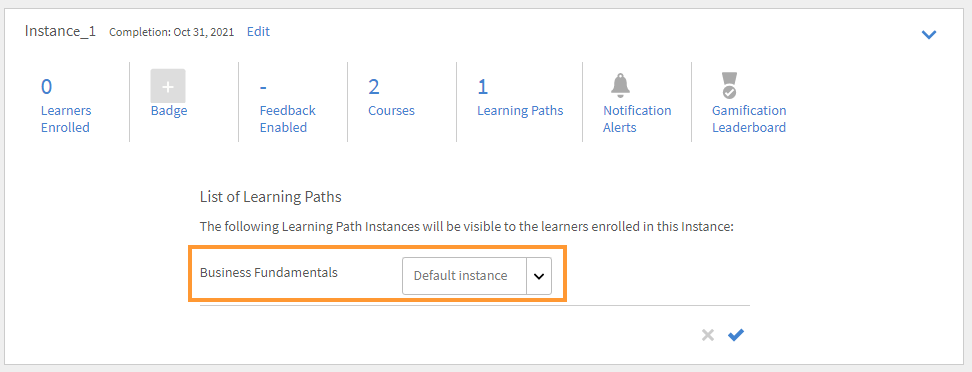 Instance_1 Completion: Oct 31, 2021 Edit
0 - 2 1
Learners Badge Feedback Courses Learning Paths Notification Gamification
Enrolled Enabled Alerts Leaderboard
List of Learning Paths
The following Learning Path Instances will be visible to the learners enrolled in this Instance:
Business Fundamentals Default instance